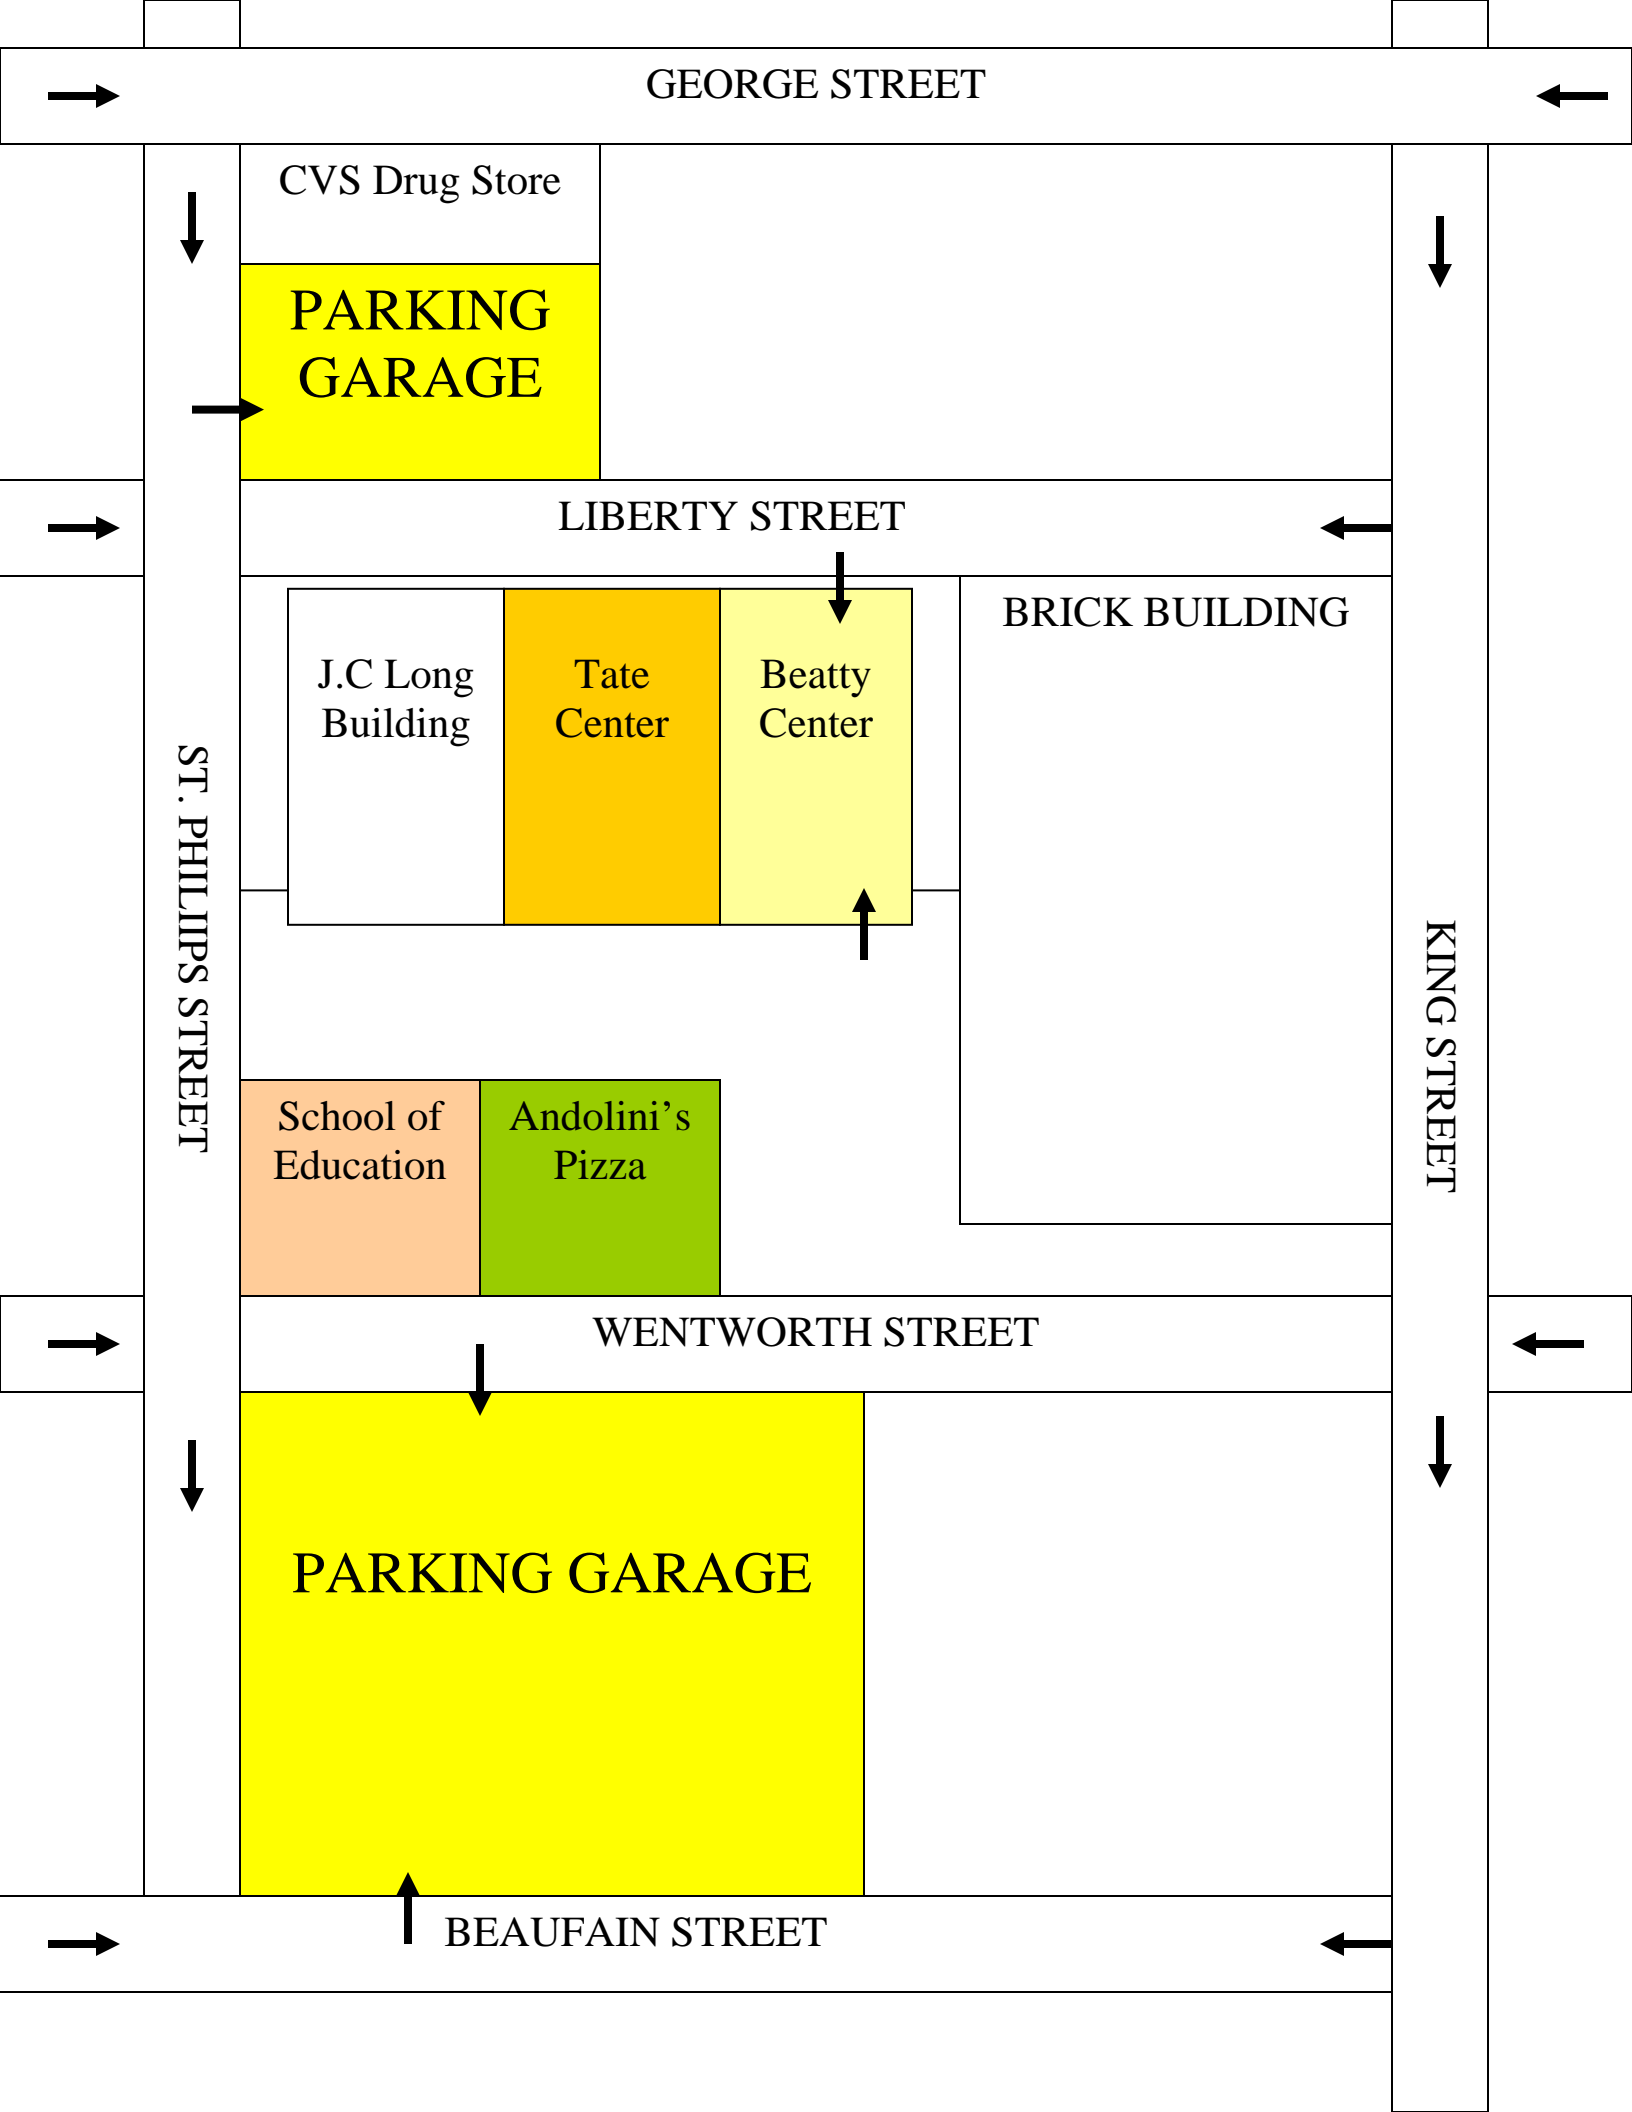 GEORGE STREET
CVS Drug Store
PARKING
GARAGE
LIBERTY STREET
BRICK BUILDING
J.C Long
Building
Tate
Center
Beatty
Center
ST. PHILIIPS STREET
KING STREET
School of
Education
Andolini’s
Pizza
WENTWORTH STREET
PARKING GARAGE
BEAUFAIN STREET